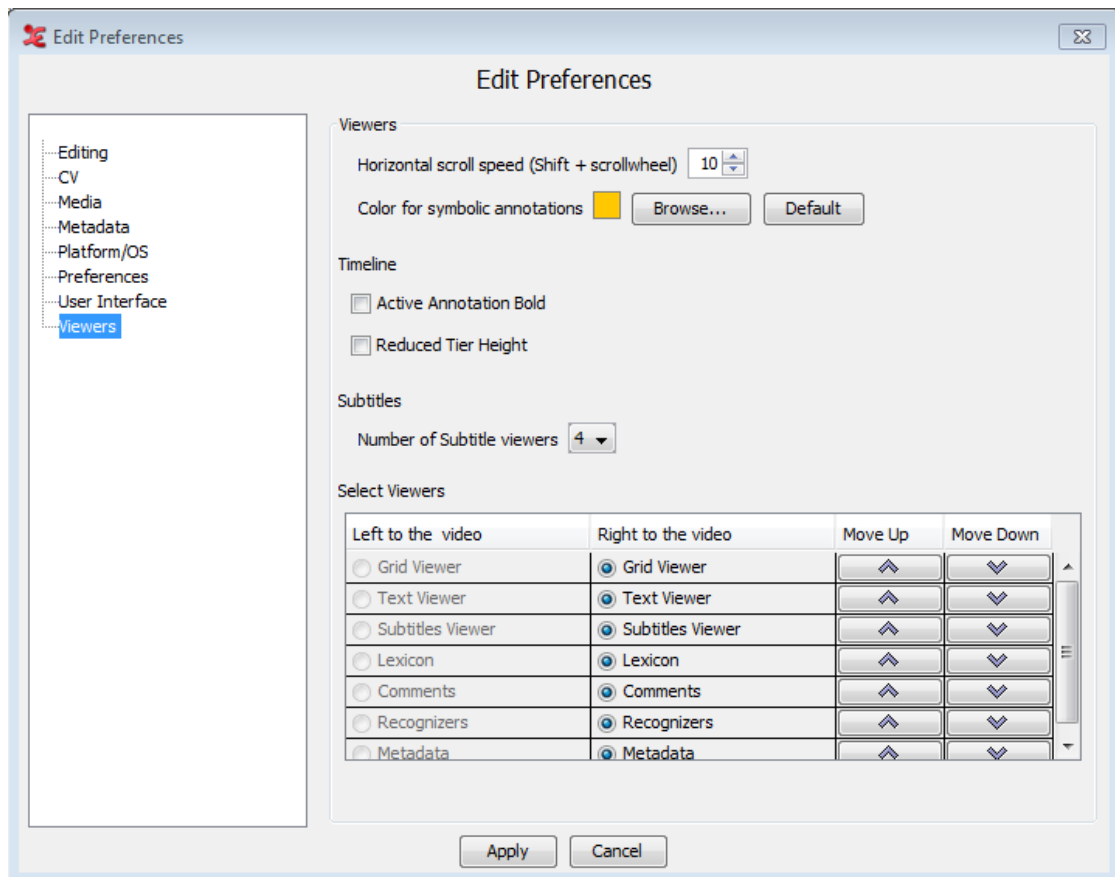 Edit Preferences
Edit Preferences
Editing
CV
Media
Metadata
Platform/OS
Preferences
User Interface
Viewers
Viewers
Horizontal scroll speed (Shift + scrollwheel) 10
Color for symbolic annotations Browse... Default
Timeline
Active Annotation Bold
Reduced Tier Height
Subtitles
Number of Subtitle viewers 4
Select Viewers
Left to the video Right to the video Move Up Move Down
Grid Viewer Grid Viewer
Text Viewer Text Viewer
Subtitles Viewer Subtitles Viewer
Lexicon Lexicon
Comments Comments
Recognizers Recognizers
Metadata Metadata
Apply Cancel